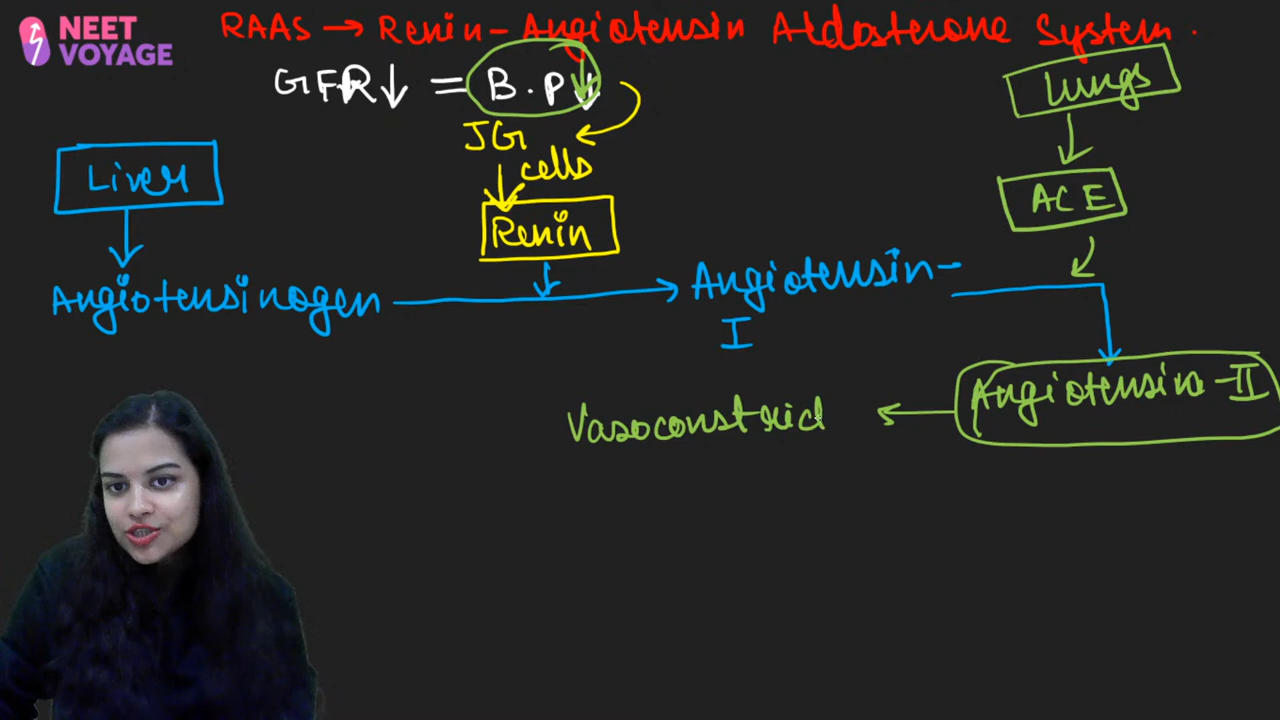 NEET
VOYAGE
RAAS → Renin-Angiotensin Aldosterone System.
GFR↓ = B.P↓
Lungs
JG
cells
Liver
ACE
Renin
Angiotensinogen
Angiotensin-
I
Angiotensin-II
Vasoconstrict